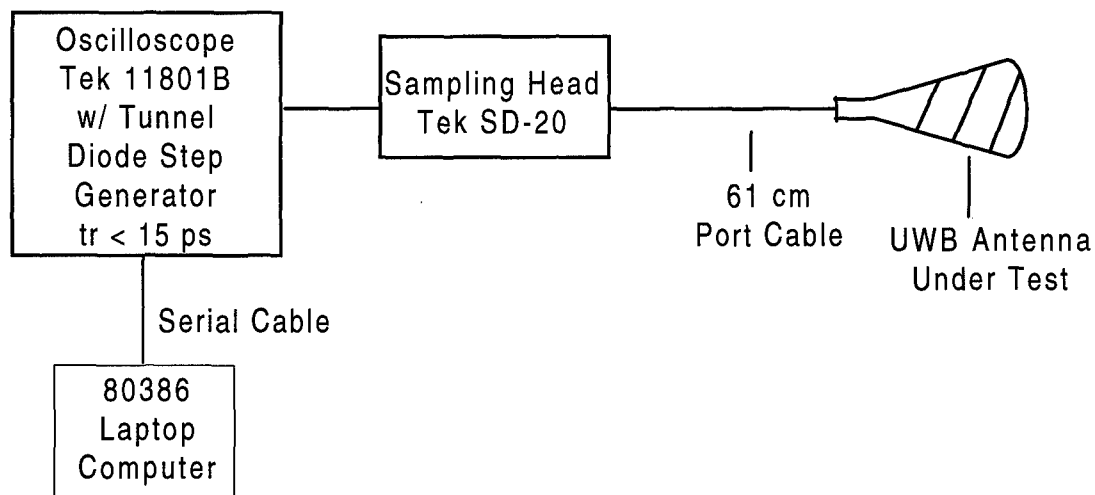 Oscilloscope
Tek 11801B
w/ Tunnel
Diode Step
Generator
tr < 15 ps
Sampling Head
Tek SD-20
61 cm
Port Cable
UWB Antenna
Under Test
Serial Cable
80386
Laptop
Computer